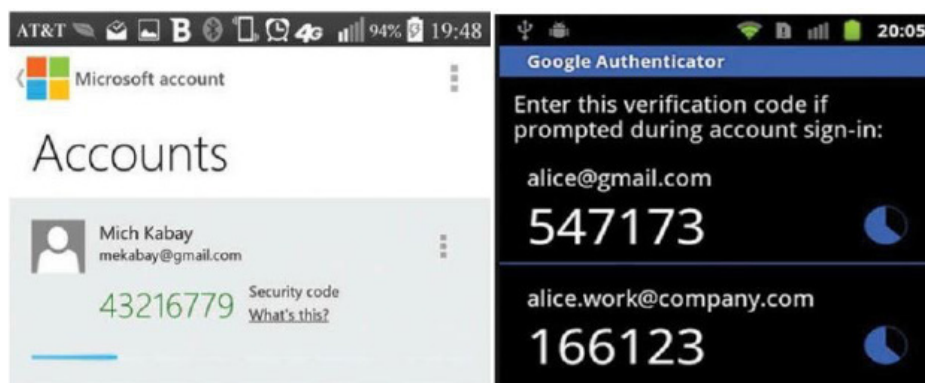 AT&T 4G 94% 19:48
Microsoft account
Accounts
Mich Kabay
mekabay@gmail.com
43216779
Security code
What's this?
20:05
Google Authenticator
Enter this verification code if
prompted during account sign-in:
alice@gmail.com
547173
alice.work@company.com
166123